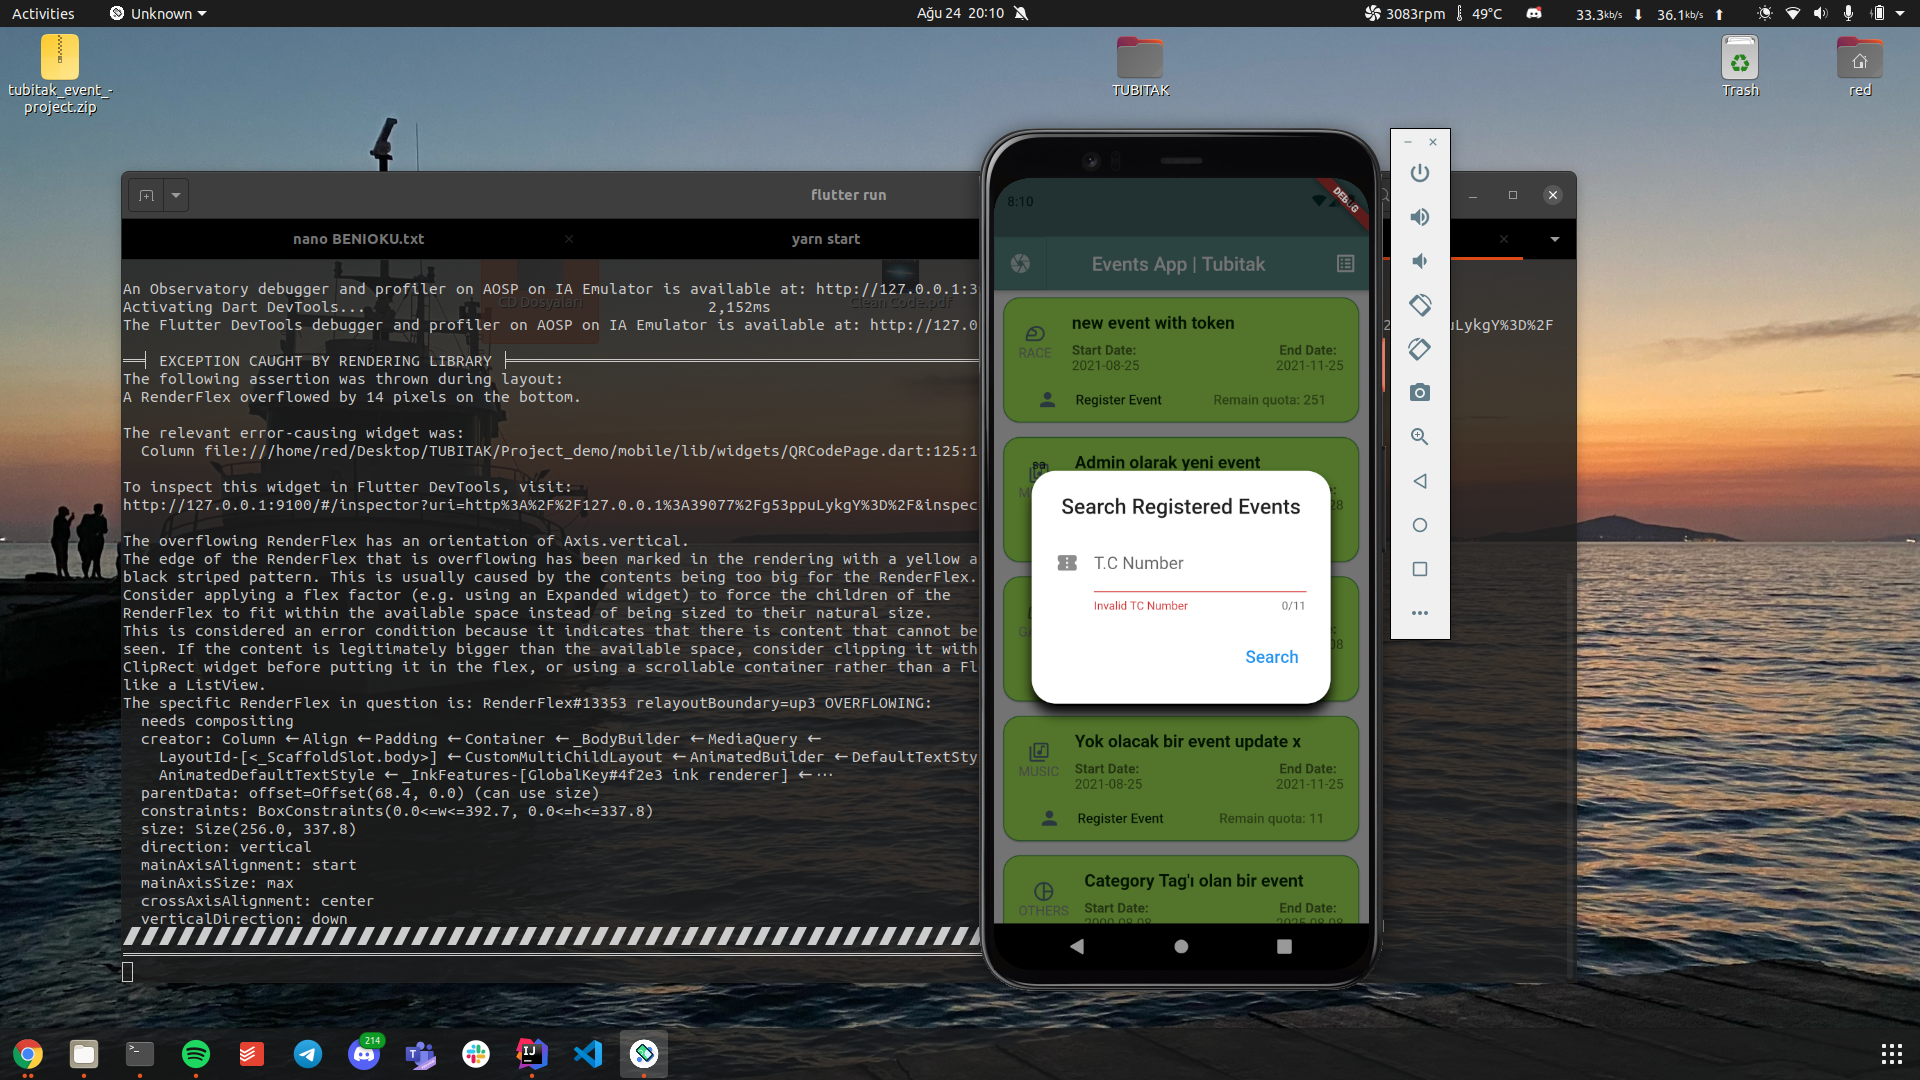 Activities
Unknown
Ağu 24 20:10
3083rpm
49°C
33.3kb/s
36.1kb/s
tubitak_event_-
project.zip
TUBITAK
Trash
red
flutter run
nano BENIOKU.txt
yarn start
CD Dosyaları
Clean Code.pdf
An Observatory debugger and profiler on AOSP on IA Emulator is available at: http://127.0.0.1:3
Activating Dart DevTools... 2,152ms
The Flutter DevTools debugger and profiler on AOSP on IA Emulator is available at: http://127.0
uLykgY%3D%2F
EXCEPTION CAUGHT BY RENDERING LIBRARY
The following assertion was thrown during layout:
A RenderFlex overflowed by 14 pixels on the bottom.
The relevant error-causing widget was:
Column file:///home/red/Desktop/TUBITAK/Project_demo/mobile/lib/widgets/QRCodePage.dart:125:1
To inspect this widget in Flutter DevTools, visit:
http://127.0.0.1:9100/#/inspector?uri=http%3A%2F%2F127.0.0.1%3A39077%2Fg53ppuLykgY%3D%2F&inspec
The overflowing RenderFlex has an orientation of Axis.vertical.
The edge of the RenderFlex that is overflowing has been marked in the rendering with a yellow a
black striped pattern. This is usually caused by the contents being too big for the RenderFlex.
Consider applying a flex factor (e.g. using an Expanded widget) to force the children of the
RenderFlex to fit within the available space instead of being sized to their natural size.
This is considered an error condition because it indicates that there is content that cannot be
seen. If the content is legitimately bigger than the available space, consider clipping it with
ClipRect widget before putting it in the flex, or using a scrollable container rather than a Fl
like a ListView.
The specific RenderFlex in question is: RenderFlex#13353 relayoutBoundary=up3 OVERFLOWING:
needs compositing
creator: Column ← Align ← Padding ← Container ← _BodyBuilder ← MediaQuery ←
LayoutId-[<_ScaffoldSlot.body>] ← CustomMultiChildLayout ← AnimatedBuilder ← DefaultTextSty
AnimatedDefaultTextStyle ← _InkFeatures-[GlobalKey#4f2e3 ink renderer] ← ⋯
parentData: offset=Offset(68.4, 0.0) (can use size)
constraints: BoxConstraints(0.0<=w<=392.7, 0.0<=h<=337.8)
size: Size(256.0, 337.8)
direction: vertical
mainAxisAlignment: start
mainAxisSize: max
crossAxisAlignment: center
verticalDirection: down
8:10
DEBUG
Events App | Tubitak
new event with token
RACE
Start Date:
End Date:
2021-08-25
2021-11-25
Register Event
Remain quota: 251
Admin olarak yeni event
Search Registered Events
T.C Number
Invalid TC Number
0/11
Search
Yok olacak bir event update x
MUSIC
Start Date:
End Date:
2021-08-25
2021-11-25
Register Event
Remain quota: 11
Category Tag'ı olan bir event
OTHERS
Start Date:
End Date:
214